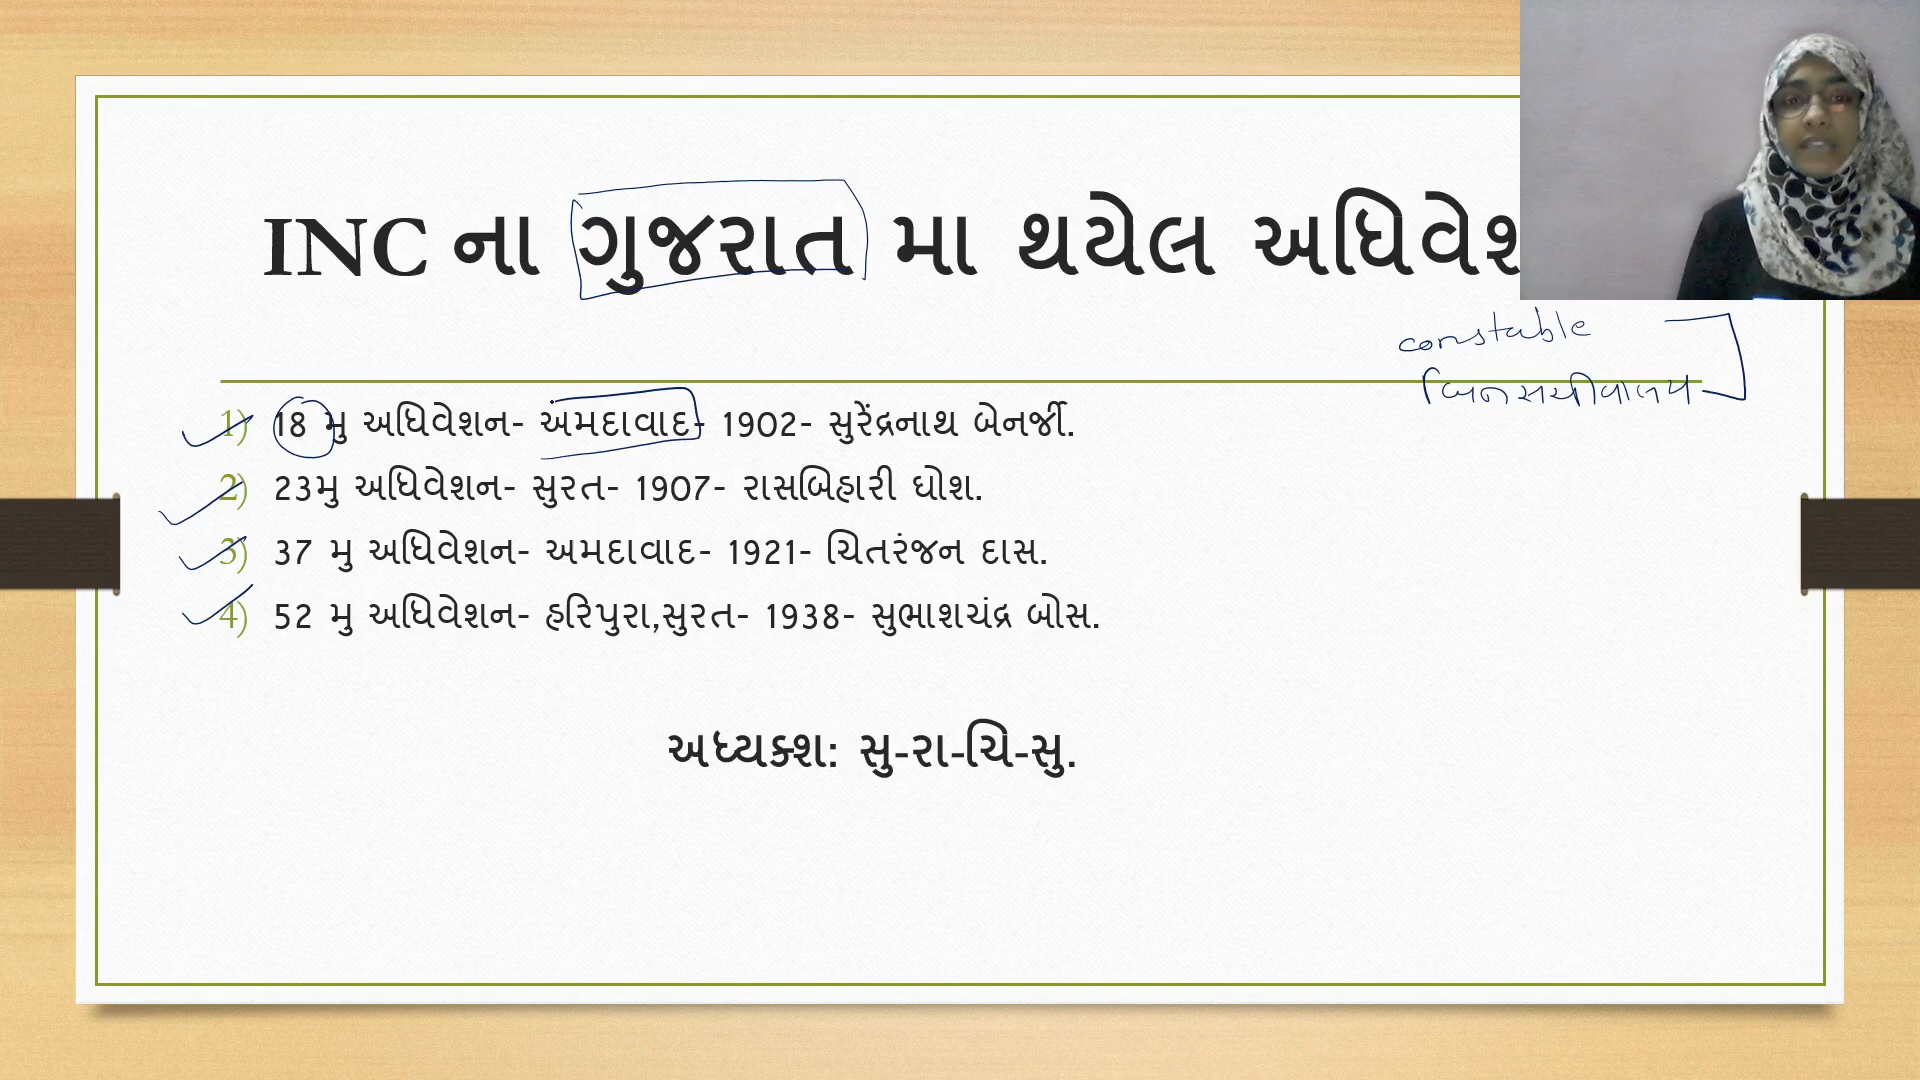 INC ના ગુજરાત મા થયેલ અધિવેશ
constable
બિનસચીવાલય
1) 18 મુ અધિવેશન- અમદાવાદ- 1902- સુરેંદ્રનાથ બેનર્જી.
2) 23મુ અધિવેશન- સુરત- 1907- રાસબિહારી ઘોશ.
3) 37 મુ અધિવેશન- અમદાવાદ- 1921- ચિતરંજન દાસ.
4) 52 મુ અધિવેશન- હરિપુરા,સુરત- 1938- સુભાશચંદ્ર બોસ.
અધ્યક્શ: સુ-રા-ચિ-સુ.